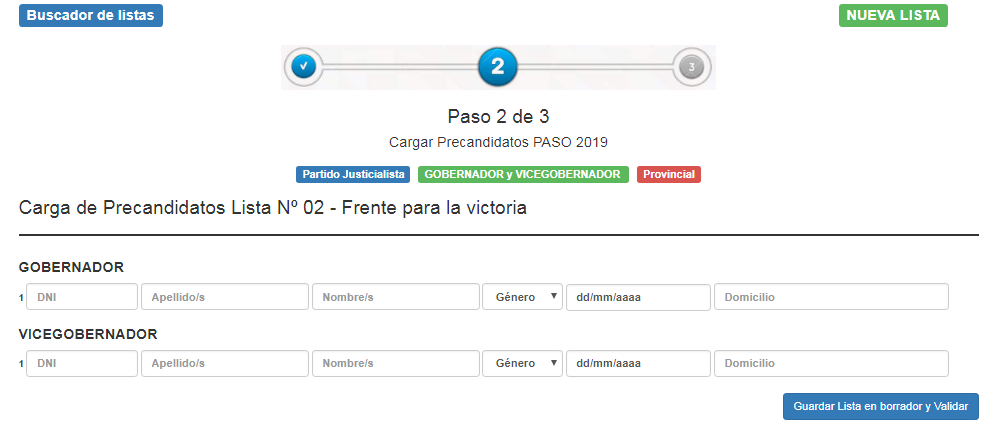 Buscador de listas NUEVA LISTA
2 3
Paso 2 de 3
Cargar Precandidatos PASO 2019
Partido Justicialista GOBERNADOR y VICEGOBERNADOR Provincial
Carga de Precandidatos Lista Nº 02 - Frente para la victoria
GOBERNADOR
1 DNI Apellido/s Nombre/s Género dd/mm/aaaa Domicilio
VICEGOBERNADOR
1 DNI Apellido/s Nombre/s Género dd/mm/aaaa Domicilio
Guardar Lista en borrador y Validar